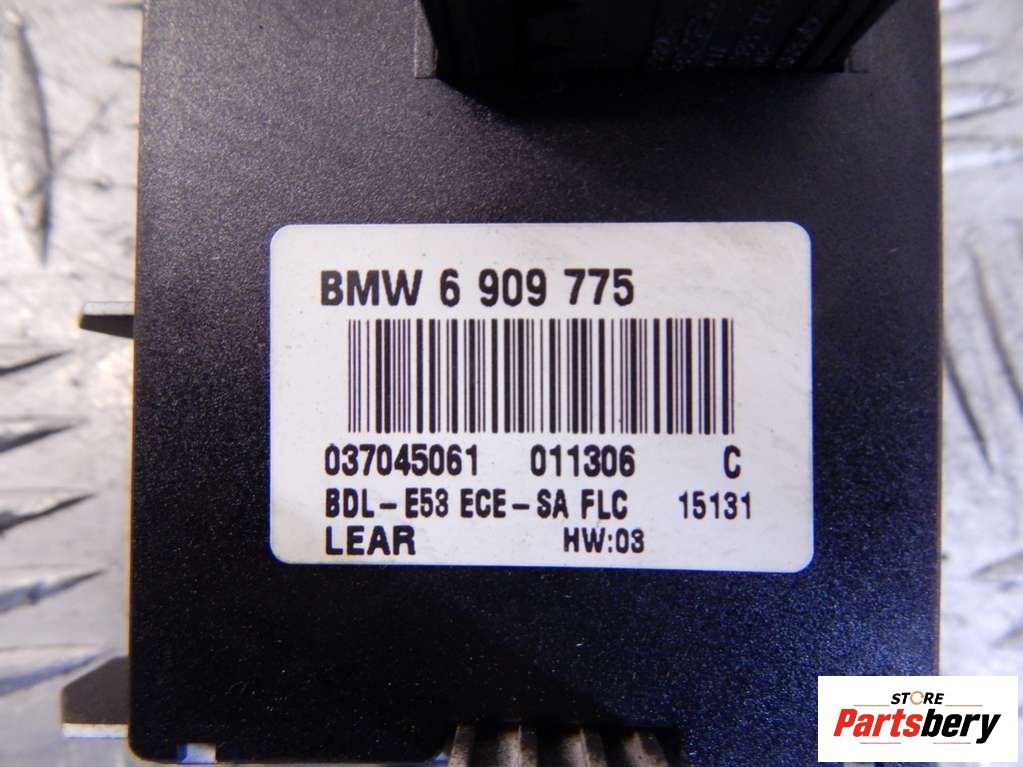 BMW 6 909 775
037045061 011306 C
BDL-E53 ECE-SA FLC 15131
LEAR HW:03
STORE
Partsbery